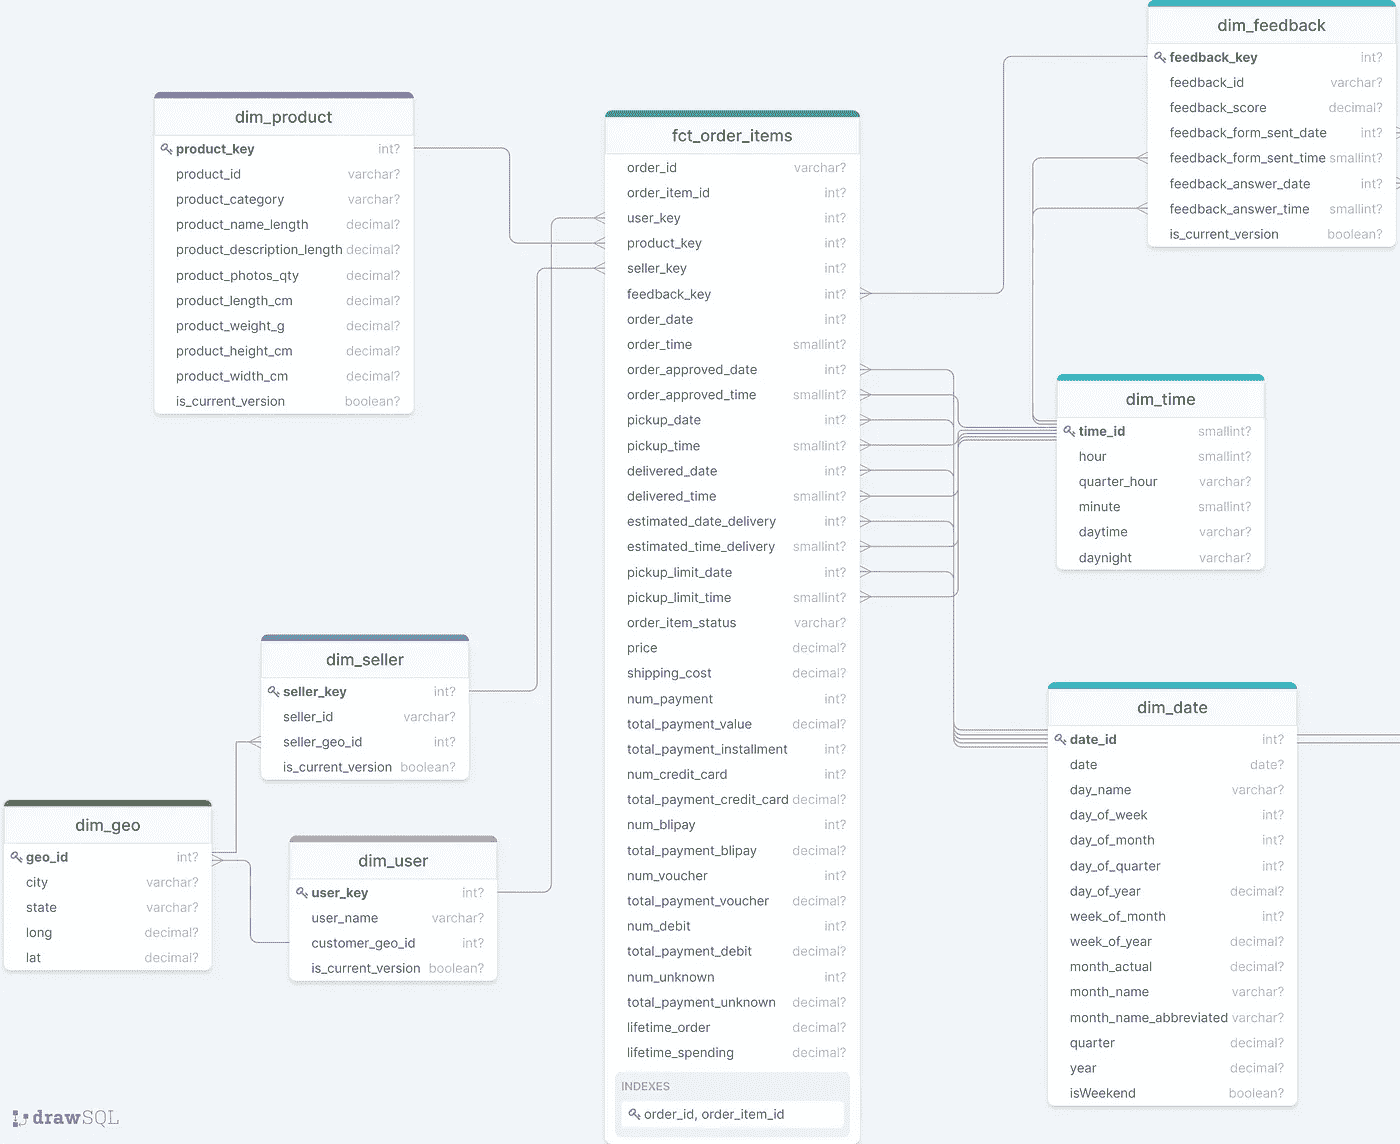 dim_product
product_key int?
product_id varchar?
product_category varchar?
product_name_length decimal?
product_description_length decimal?
product_photos_qty decimal?
product_length_cm decimal?
product_weight_g decimal?
product_height_cm decimal?
product_width_cm decimal?
is_current_version boolean?
dim_seller
seller_key int?
seller_id varchar?
seller_geo_id int?
is_current_version boolean?
dim_geo
geo_id int?
city varchar?
state varchar?
long decimal?
lat decimal?
dim_user
user_key int?
user_name varchar?
customer_geo_id int?
is_current_version boolean?
fct_order_items
order_id varchar?
order_item_id int?
user_key int?
product_key int?
seller_key int?
feedback_key int?
order_date int?
order_time smallint?
order_approved_date int?
order_approved_time smallint?
pickup_date int?
pickup_time smallint?
delivered_date int?
delivered_time smallint?
estimated_date_delivery int?
estimated_time_delivery smallint?
pickup_limit_date int?
pickup_limit_time smallint?
order_item_status varchar?
price decimal?
shipping_cost decimal?
num_payment int?
total_payment_value decimal?
total_payment_installment int?
num_credit_card int?
total_payment_credit_card decimal?
num_blipay int?
total_payment_blipay decimal?
num_voucher int?
total_payment_voucher decimal?
num_debit int?
total_payment_debit decimal?
num_unknown int?
total_payment_unknown decimal?
lifetime_order decimal?
lifetime_spending decimal?
INDEXES
order_id, order_item_id
dim_feedback
feedback_key int?
feedback_id varchar?
feedback_score decimal?
feedback_form_sent_date int?
feedback_form_sent_time smallint?
feedback_answer_date int?
feedback_answer_time smallint?
is_current_version boolean?
dim_time
time_id smallint?
hour smallint?
quarter_hour varchar?
minute smallint?
daytime varchar?
daynight varchar?
dim_date
date_id int?
date date?
day_name varchar?
day_of_week int?
day_of_month int?
day_of_quarter int?
day_of_year decimal?
week_of_month int?
week_of_year decimal?
month_actual decimal?
month_name varchar?
month_name_abbreviated varchar?
quarter decimal?
year decimal?
isWeekend boolean?
drawSQL